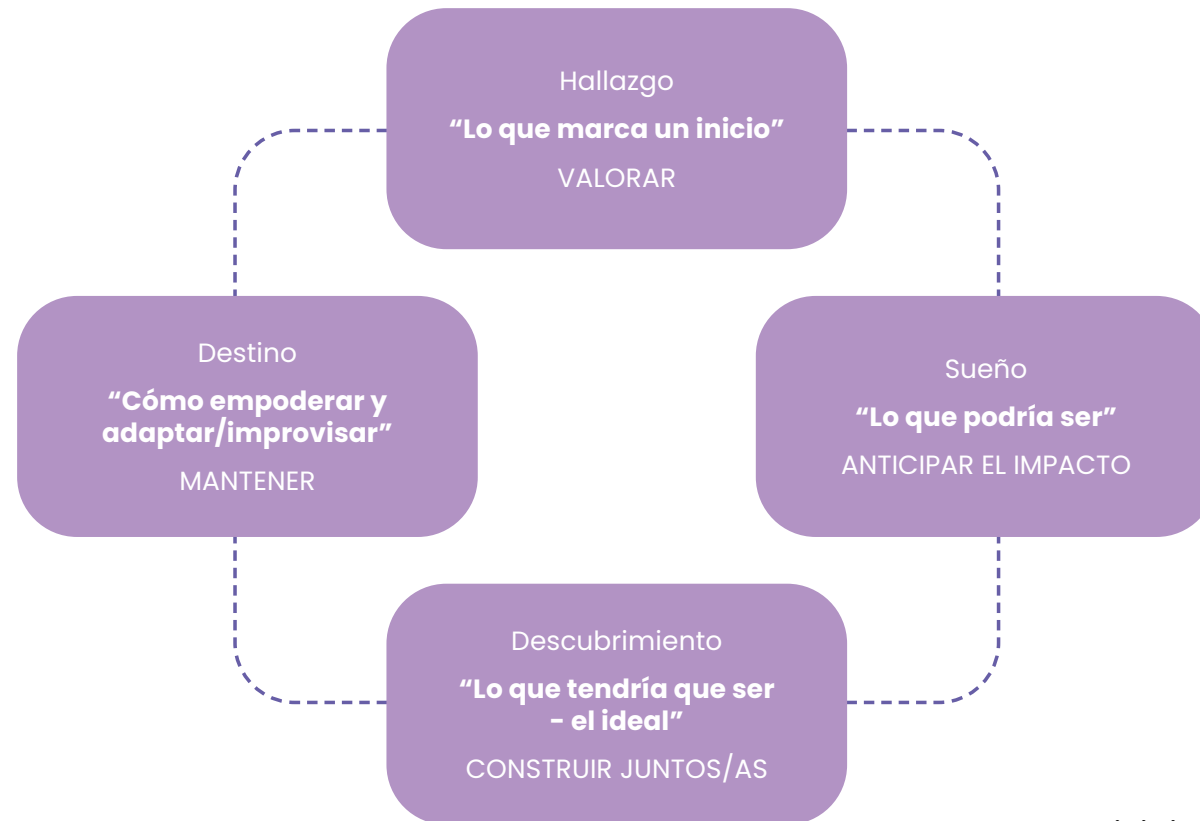 Hallazgo
“Lo que marca un inicio”
VALORAR
Destino
“Cómo empoderar y
adaptar/improvisar”
MANTENER
Sueño
“Lo que podría ser”
ANTICIPAR EL IMPACTO
Descubrimiento
“Lo que tendría que ser
- el ideal”
CONSTRUIR JUNTOS/AS